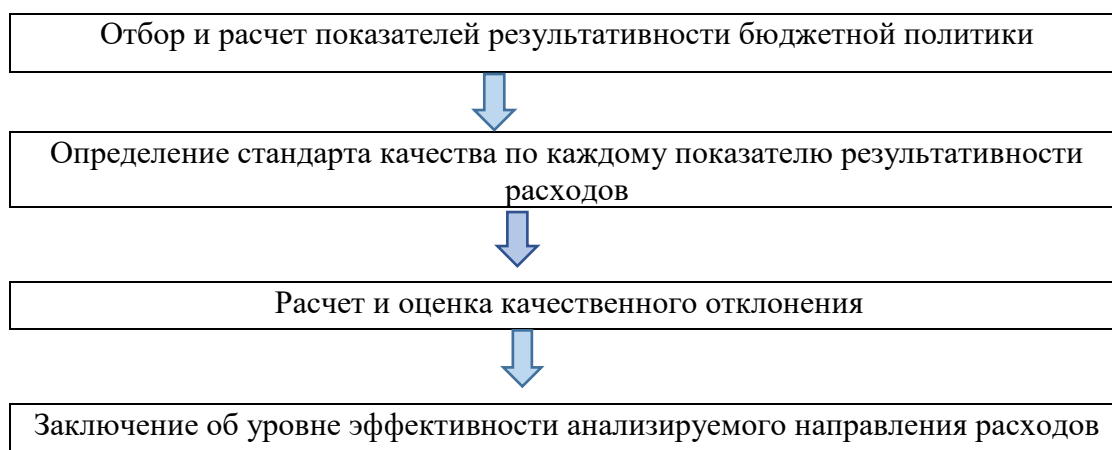 Отбор и расчет показателей результативности бюджетной политики
Определение стандарта качества по каждому показателю результативности
расходов
Расчет и оценка качественного отклонения
Заключение об уровне эффективности анализируемого направления расходов